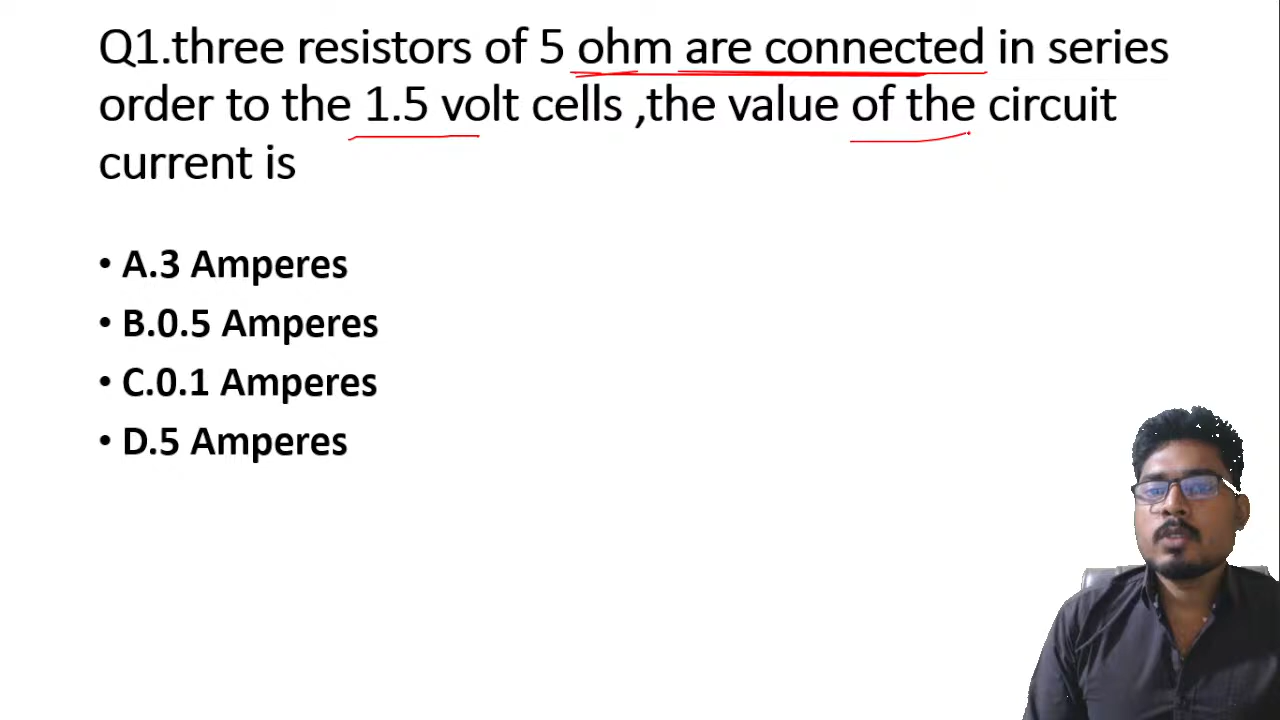 Q1.three resistors of 5 ohm are connected in series
order to the 1.5 volt cells ,the value of the circuit
current is
• A.3 Amperes
• B.0.5 Amperes
• C.0.1 Amperes
• D.5 Amperes